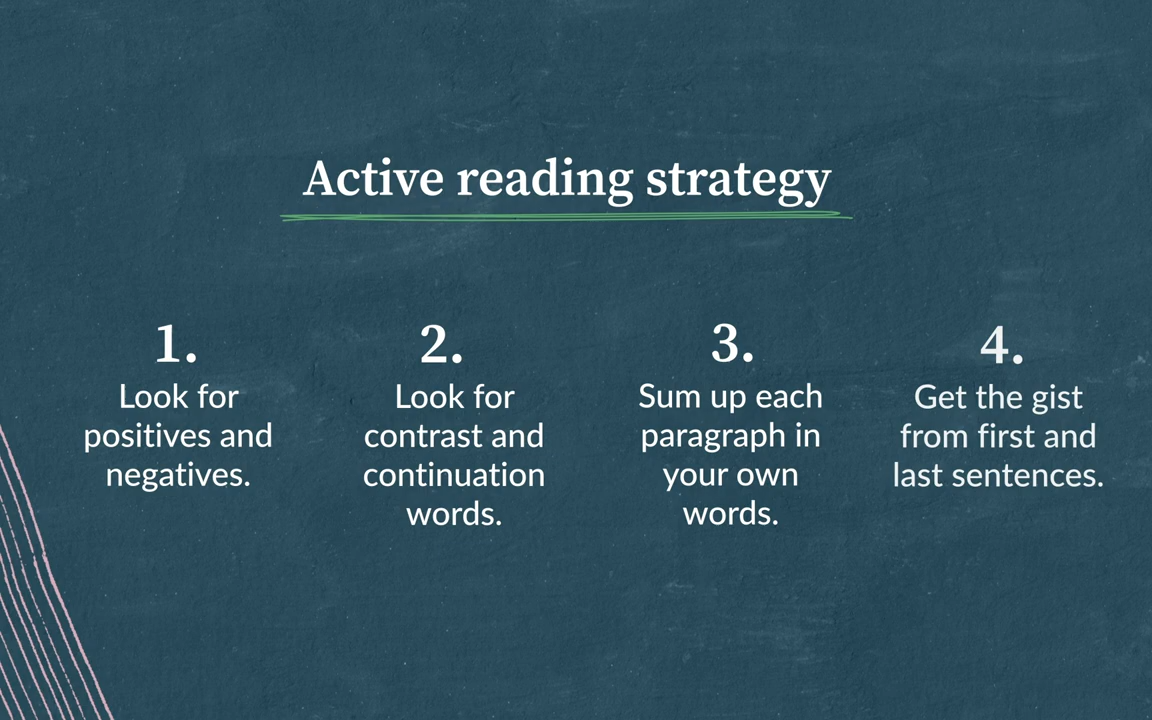 Active reading strategy
1.
Look for
positives and
negatives.
2.
Look for
contrast and
continuation
words.
3.
Sum up each
paragraph in
your own
words.
4.
Get the gist
from first and
last sentences.